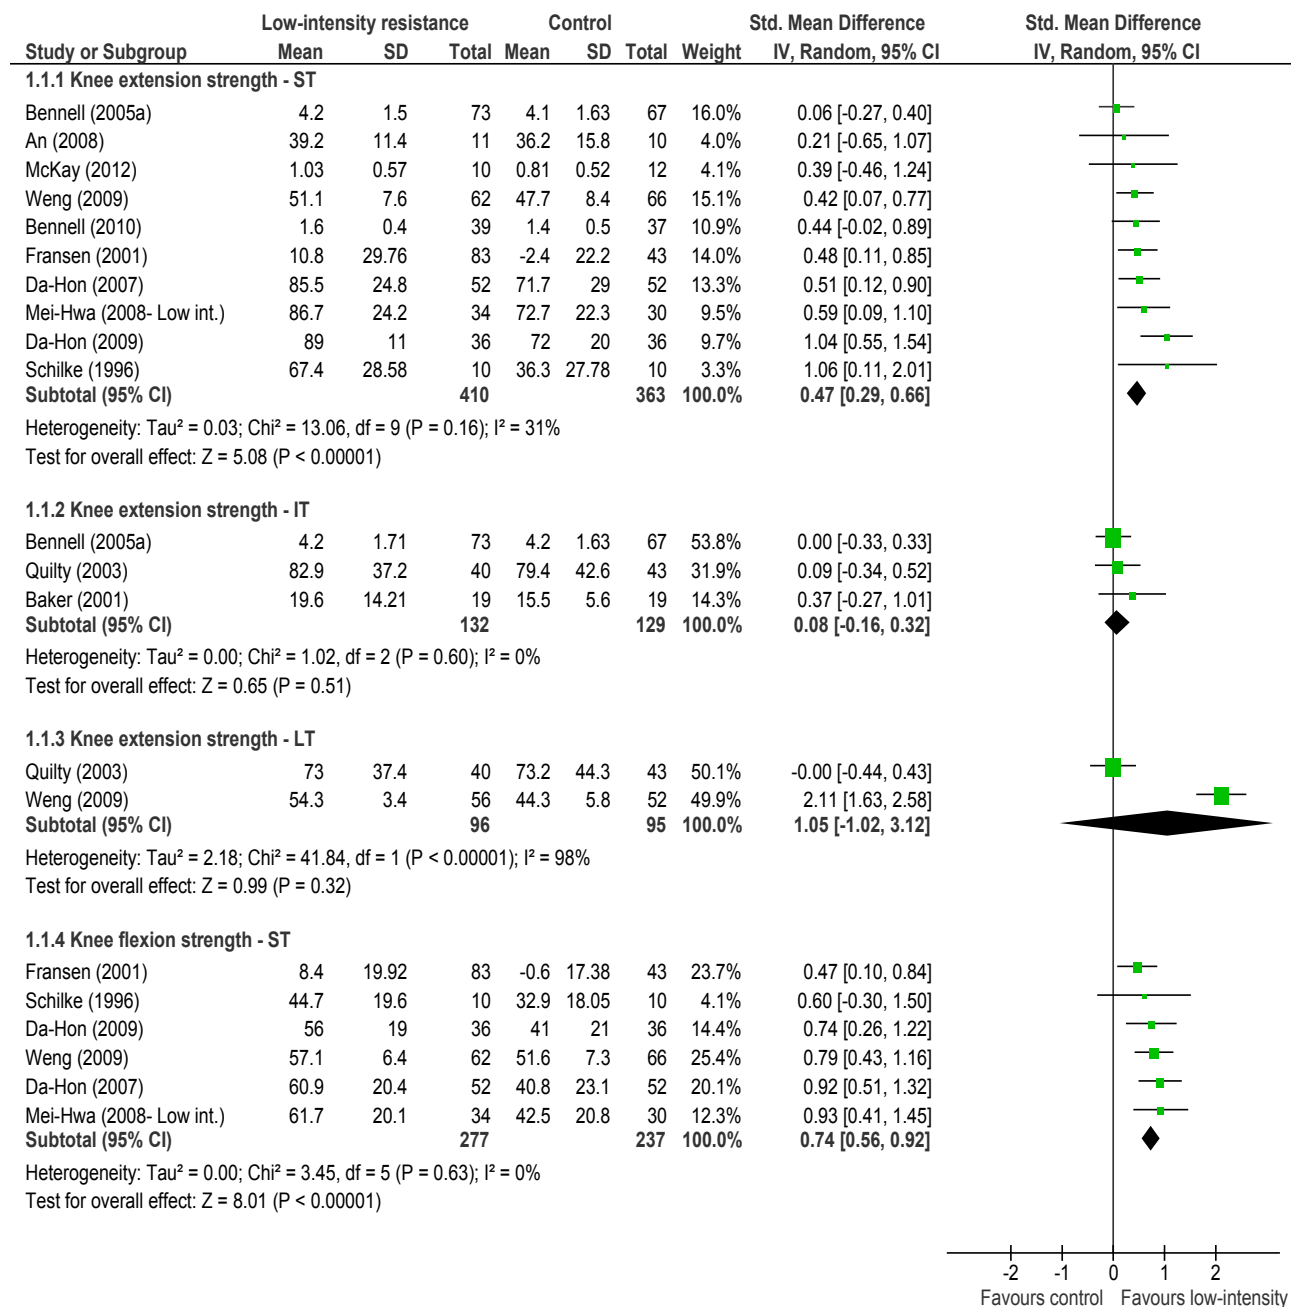 Low-intensity resistance Control Std. Mean Difference Std. Mean Difference
Study or Subgroup Mean SD Total Mean SD Total Weight IV, Random, 95% CI IV, Random, 95% CI
1.1.1 Knee extension strength - ST
Bennell (2005a) 4.2 1.5 73 4.1 1.63 67 16.0% 0.06 [-0.27, 0.40]
An (2008) 39.2 11.4 11 36.2 15.8 10 4.0% 0.21 [-0.65, 1.07]
McKay (2012) 1.03 0.57 10 0.81 0.52 12 4.1% 0.39 [-0.46, 1.24]
Weng (2009) 51.1 7.6 62 47.7 8.4 66 15.1% 0.42 [0.07, 0.77]
Bennell (2010) 1.6 0.4 39 1.4 0.5 37 10.9% 0.44 [-0.02, 0.89]
Fransen (2001) 10.8 29.76 83 -2.4 22.2 43 14.0% 0.48 [0.11, 0.85]
Da-Hon (2007) 85.5 24.8 52 71.7 29 52 13.3% 0.51 [0.12, 0.90]
Mei-Hwa (2008- Low int.) 86.7 24.2 34 72.7 22.3 30 9.5% 0.59 [0.09, 1.10]
Da-Hon (2009) 89 11 36 72 20 36 9.7% 1.04 [0.55, 1.54]
Schilke (1996) 67.4 28.58 10 36.3 27.78 10 3.3% 1.06 [0.11, 2.01]
Subtotal (95% CI) 410 363 100.0% 0.47 [0.29, 0.66]
Heterogeneity: Tau² = 0.03; Chi² = 13.06, df = 9 (P = 0.16); I² = 31%
Test for overall effect: Z = 5.08 (P < 0.00001)
1.1.2 Knee extension strength - IT
Bennell (2005a) 4.2 1.71 73 4.2 1.63 67 53.8% 0.00 [-0.33, 0.33]
Quilty (2003) 82.9 37.2 40 79.4 42.6 43 31.9% 0.09 [-0.34, 0.52]
Baker (2001) 19.6 14.21 19 15.5 5.6 19 14.3% 0.37 [-0.27, 1.01]
Subtotal (95% CI) 132 129 100.0% 0.08 [-0.16, 0.32]
Heterogeneity: Tau² = 0.00; Chi² = 1.02, df = 2 (P = 0.60); I² = 0%
Test for overall effect: Z = 0.65 (P = 0.51)
1.1.3 Knee extension strength - LT
Quilty (2003) 73 37.4 40 73.2 44.3 43 50.1% -0.00 [-0.44, 0.43]
Weng (2009) 54.3 3.4 56 44.3 5.8 52 49.9% 2.11 [1.63, 2.58]
Subtotal (95% CI) 96 95 100.0% 1.05 [-1.02, 3.12]
Heterogeneity: Tau² = 2.18; Chi² = 41.84, df = 1 (P < 0.00001); I² = 98%
Test for overall effect: Z = 0.99 (P = 0.32)
1.1.4 Knee flexion strength - ST
Fransen (2001) 8.4 19.92 83 -0.6 17.38 43 23.7% 0.47 [0.10, 0.84]
Schilke (1996) 44.7 19.6 10 32.9 18.05 10 4.1% 0.60 [-0.30, 1.50]
Da-Hon (2009) 56 19 36 41 21 36 14.4% 0.74 [0.26, 1.22]
Weng (2009) 57.1 6.4 62 51.6 7.3 66 25.4% 0.79 [0.43, 1.16]
Da-Hon (2007) 60.9 20.4 52 40.8 23.1 52 20.1% 0.92 [0.51, 1.32]
Mei-Hwa (2008- Low int.) 61.7 20.1 34 42.5 20.8 30 12.3% 0.93 [0.41, 1.45]
Subtotal (95% CI) 277 237 100.0% 0.74 [0.56, 0.92]
Heterogeneity: Tau² = 0.00; Chi² = 3.45, df = 5 (P = 0.63); I² = 0%
Test for overall effect: Z = 8.01 (P < 0.00001)
-2 -1 0 1 2
Favours control Favours low-intensity